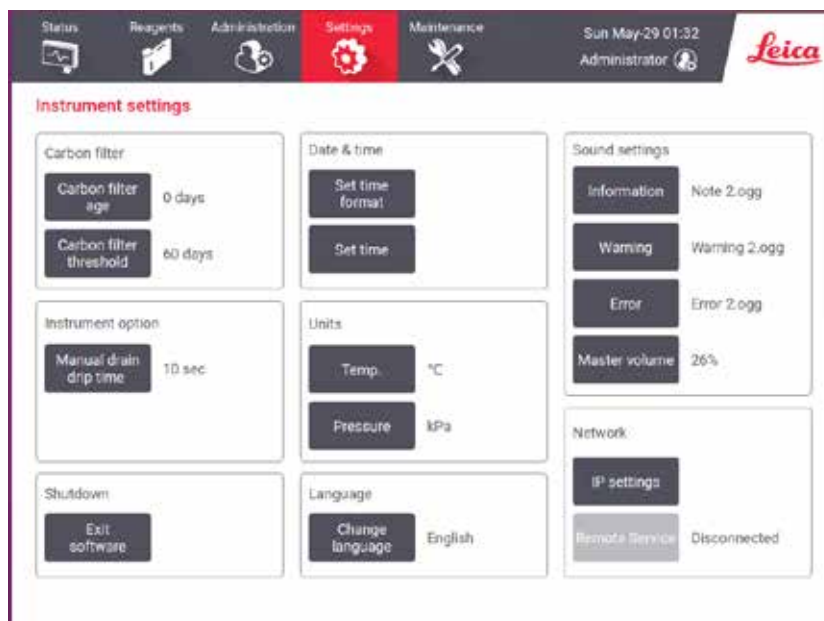 Status
Reagents
Administration
Settings
Maintenance
Sun May-29 01:32
Administrator
Leica
Instrument settings
Carbon filter
Carbon filter
age
0 days
Carbon filter
threshold
60 days
Instrument option
Manual drain
drip time
10 sec
Shutdown
Exit
software
Date & time
Set time
format
Set time
Units
Temp.
°C
Pressure
kPa
Language
Change
language
English
Sound settings
Information
Note 2.ogg
Warning
Warning 2.ogg
Error
Error 2.ogg
Master volume
26%
Network
IP settings
Remote Service
Disconnected